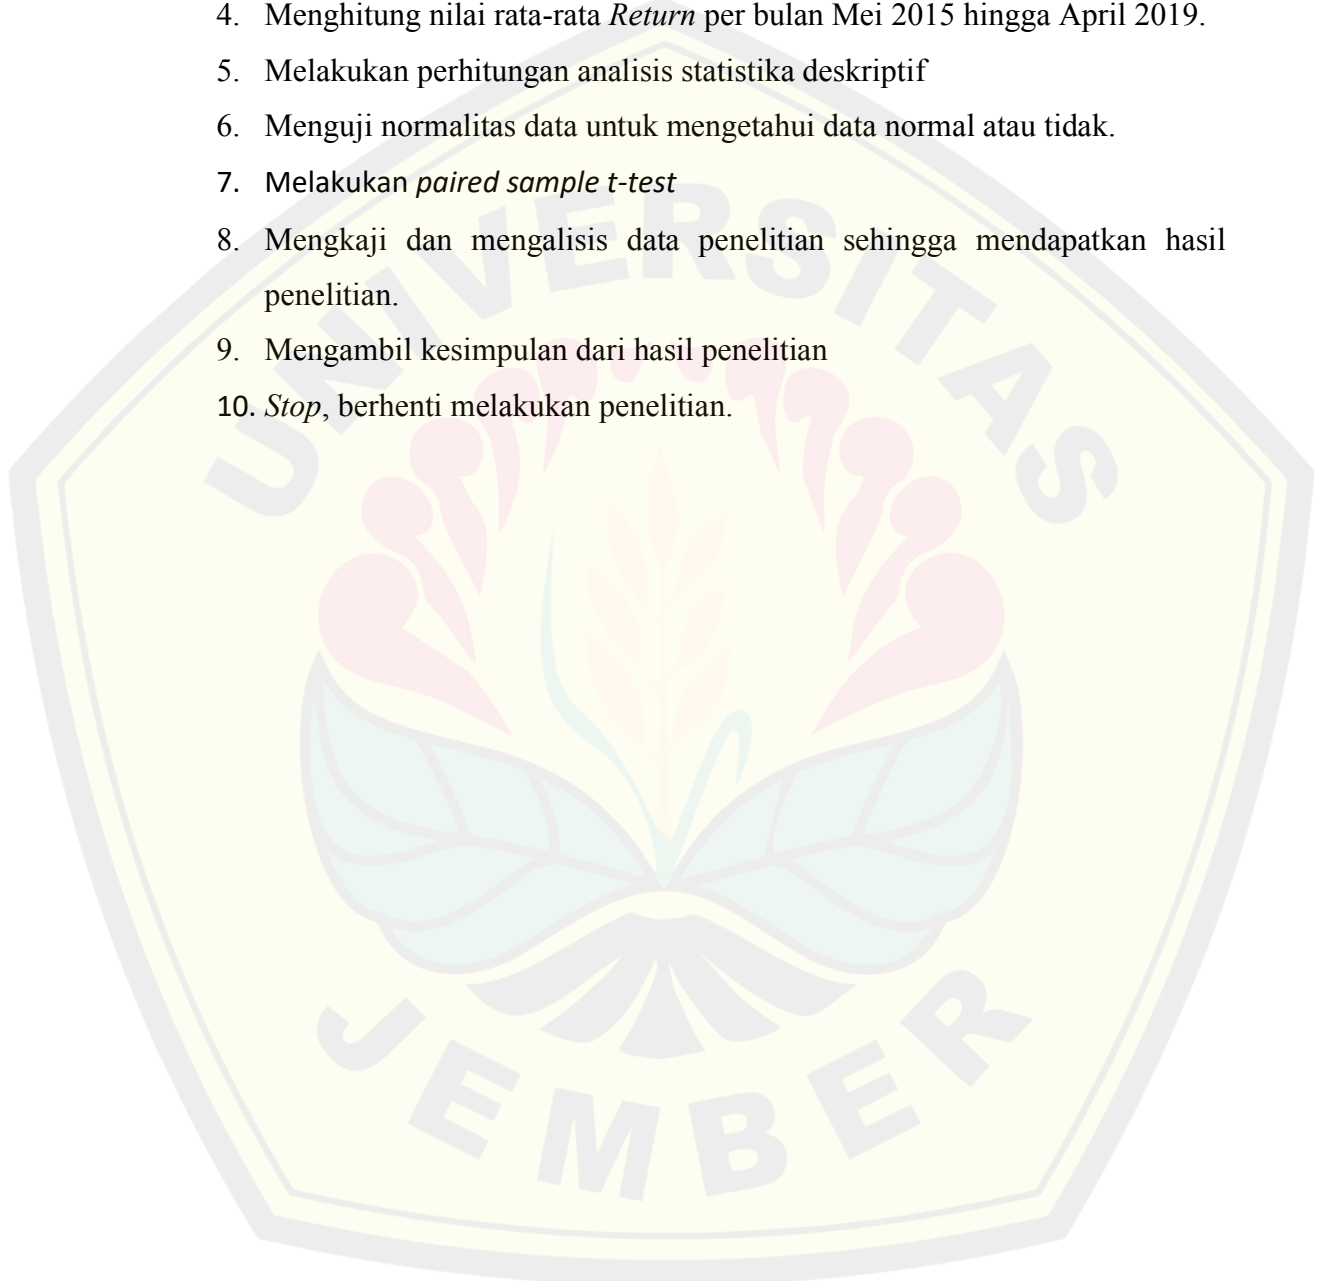 4. Menghitung nilai rata-rata Return per bulan Mei 2015 hingga April 2019.
5. Melakukan perhitungan analisis statistika deskriptif
6. Menguji normalitas data untuk mengetahui data normal atau tidak.
7. Melakukan paired sample t-test
8. Mengkaji dan mengalisis data penelitian sehingga mendapatkan hasil
penelitian.
9. Mengambil kesimpulan dari hasil penelitian
10. Stop, berhenti melakukan penelitian.
UNIVERSITAS
JEMBER